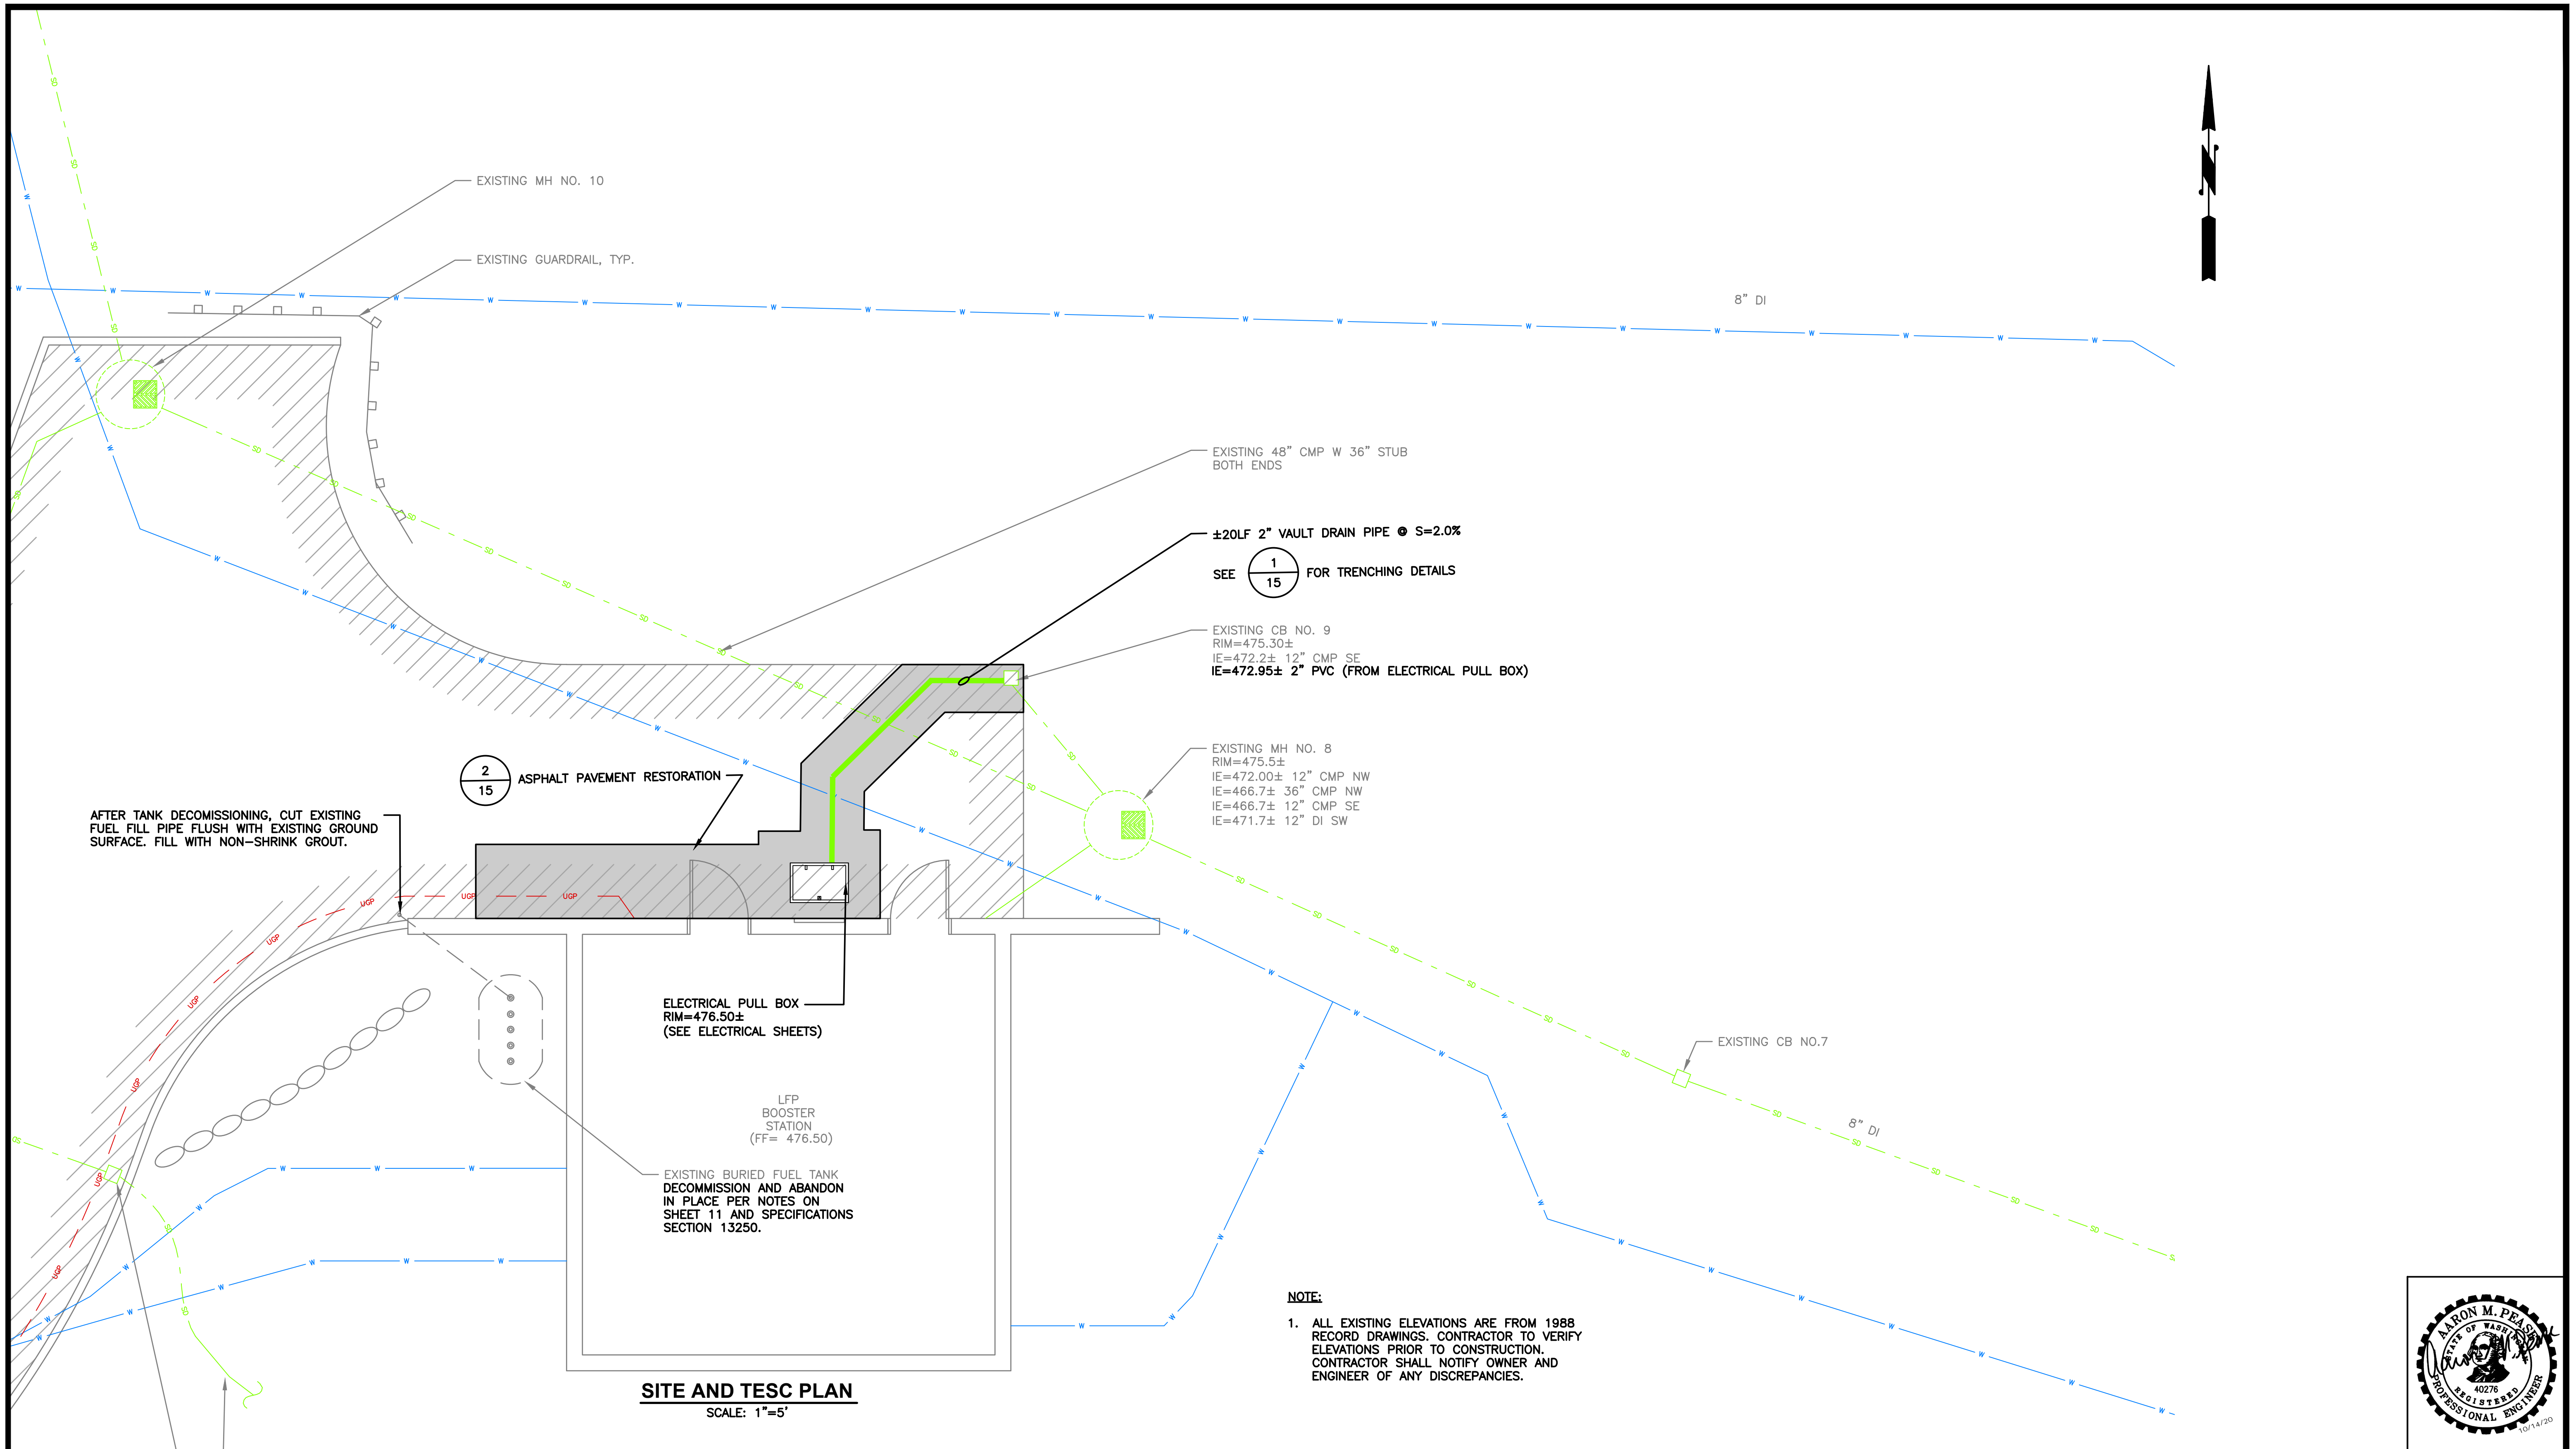 EXISTING MH NO. 10
EXISTING GUARDRAIL, TYP.
8" DI
EXISTING 48" CMP W 36" STUB
BOTH ENDS
±20LF 2" VAULT DRAIN PIPE @ S=2.0%
SEE 1/15 FOR TRENCHING DETAILS
EXISTING CB NO. 9
RIM=475.30±
IE=472.2± 12" CMP SE
IE=472.95± 2" PVC (FROM ELECTRICAL PULL BOX)
EXISTING MH NO. 8
RIM=475.5±
IE=472.00± 12" CMP NW
IE=466.7± 36" CMP NW
IE=466.7± 12" CMP SE
IE=471.7± 12" DI SW
2/15 ASPHALT PAVEMENT RESTORATION
AFTER TANK DECOMISSIONING, CUT EXISTING
FUEL FILL PIPE FLUSH WITH EXISTING GROUND
SURFACE. FILL WITH NON-SHRINK GROUT.
UGP UGP UGP
UGP
UGP
UGP
UGP
UGP
ELECTRICAL PULL BOX
RIM=476.50±
(SEE ELECTRICAL SHEETS)
LFP
BOOSTER
STATION
(FF= 476.50)
EXISTING BURIED FUEL TANK
DECOMMISSION AND ABANDON
IN PLACE PER NOTES ON
SHEET 11 AND SPECIFICATIONS
SECTION 13250.
EXISTING CB NO.7
8" DI
NOTE:
1. ALL EXISTING ELEVATIONS ARE FROM 1988
RECORD DRAWINGS. CONTRACTOR TO VERIFY
ELEVATIONS PRIOR TO CONSTRUCTION.
CONTRACTOR SHALL NOTIFY OWNER AND
ENGINEER OF ANY DISCREPANCIES.
SITE AND TESC PLAN
SCALE: 1"=5'
N
AARON M. PEASE
STATE OF WASHINGTON
40276
REGISTERED
PROFESSIONAL ENGINEER
10/14/20